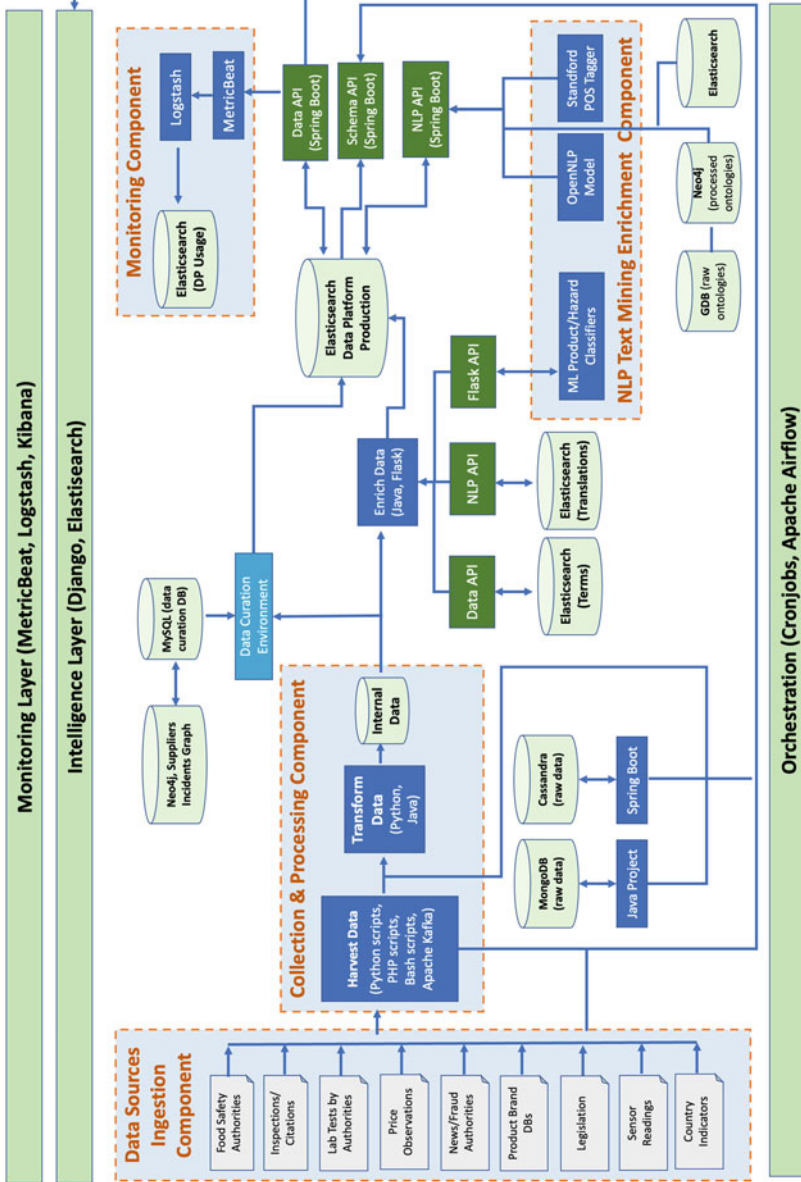 Monitoring Layer (MetricBeat, Logstash, Kibana)
Intelligence Layer (Django, Elastisearch)
Data Sources
Ingestion
Component
Food Safety
Authorities
Inspections/
Citations
Lab Tests by
Authorities
Price
Observations
News/Fraud
Authorities
Product Brand
DBs
Legislation
Sensor
Readings
Country
Indicators
Collection & Processing Component
Harvest Data
(Python scripts,
PHP scripts,
Bash scripts,
Apache Kafka)
Transform
Data
(Python,
Java)
Internal
Data
MongoDB
(raw data)
Cassandra
(raw data)
Java Project
Spring Boot
Neo4j, Suppliers
Incidents Graph
MySQL (data
curation DB)
Data Curation
Environment
Enrich Data
(Java, Flask)
Data API
NLP API
Flask API
Elasticsearch
(Terms)
Elasticsearch
(Translations)
Elasticsearch
Data Platform
Production
Monitoring Component
Logstash
MetricBeat
Elasticsearch
(DP Usage)
Data API
(Spring Boot)
Schema API
(Spring Boot)
NLP API
(Spring Boot)
ML Product/Hazard
Classifiers
OpenNLP
Model
Standford
POS Tagger
NLP Text Mining Enrichment Component
GDB (raw
ontologies)
Neo4j
(processed
ontologies)
Elasticsearch
Orchestration (Cronjobs, Apache Airflow)